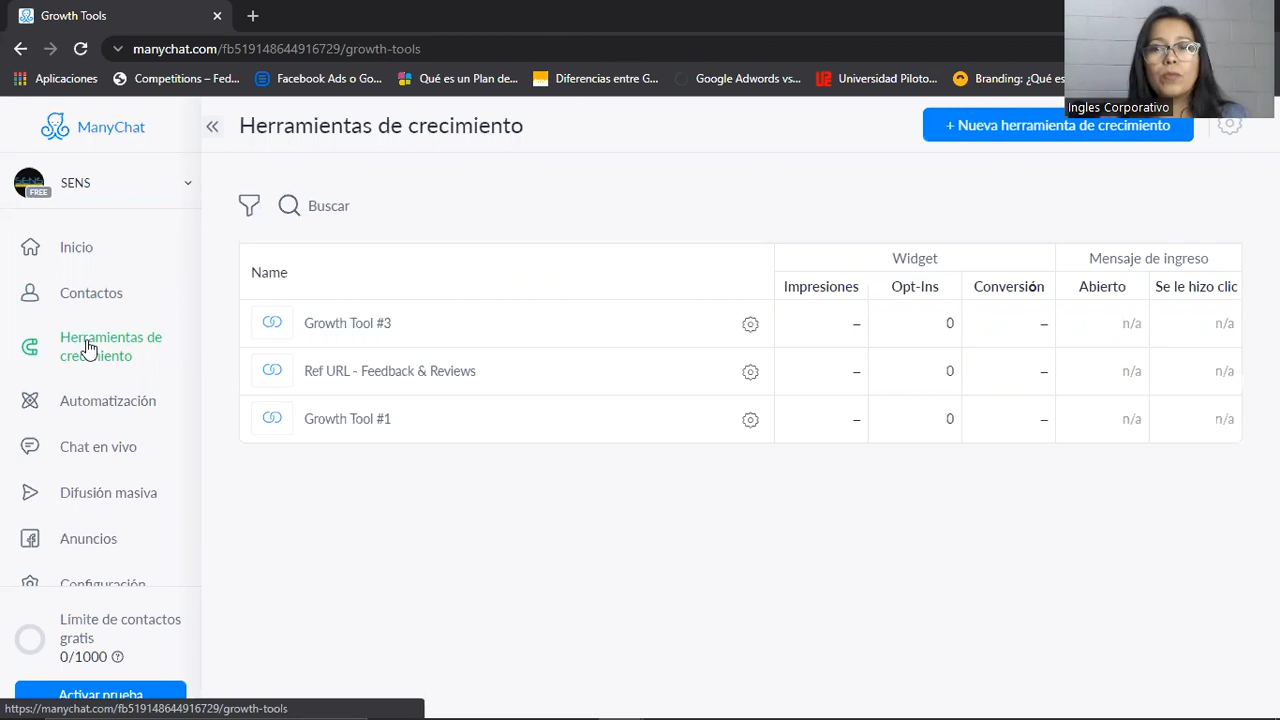 Growth Tools
manychat.com/fb519148644916729/growth-tools
Aplicaciones
Competitions – Fed...
Facebook Ads o Go...
Qué es un Plan de...
Diferencias entre G...
Google Adwords vs...
Universidad Piloto...
Branding: ¿Qué es
Ingles Corporativo
ManyChat
Herramientas de crecimiento
+ Nueva herramienta de crecimiento
SENS
FREE
Buscar
Inicio
Contactos
Herramientas de
crecimiento
Automatización
Chat en vivo
Difusión masiva
Anuncios
Configuración
Name
Widget
Mensaje de ingreso
Impresiones
Opt-Ins
Conversión
Abierto
Se le hizo clic
Growth Tool #3
–
0
–
n/a
n/a
Ref URL - Feedback & Reviews
–
0
–
n/a
n/a
Growth Tool #1
–
0
–
n/a
n/a
Límite de contactos
gratis
0/1000
Activar prueba
https://manychat.com/fb519148644916729/growth-tools